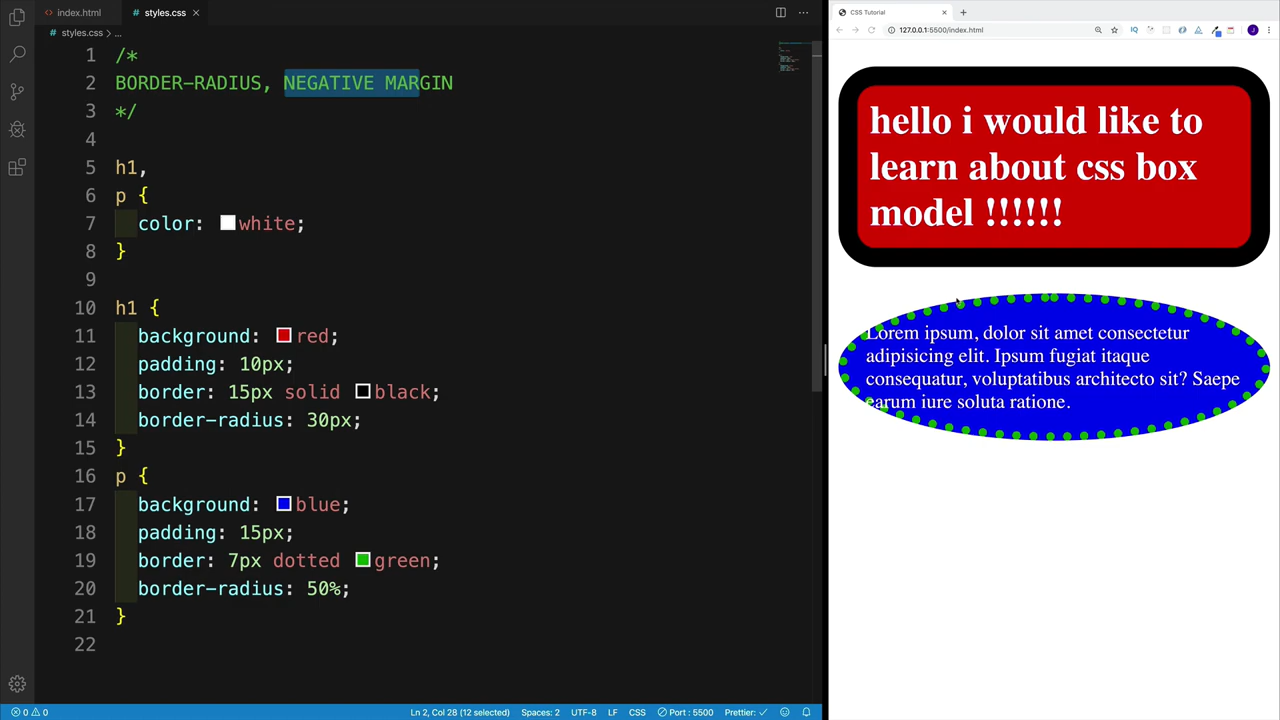 index.html
styles.css
styles.css > ...
1 /*
2 BORDER-RADIUS, NEGATIVE MARGIN
3 */
4
5 h1,
6 p {
7 color: white;
8 }
9
10 h1 {
11 background: red;
12 padding: 10px;
13 border: 15px solid black;
14 border-radius: 30px;
15 }
16 p {
17 background: blue;
18 padding: 15px;
19 border: 7px dotted green;
20 border-radius: 50%;
21 }
22
0 0
Ln 2, Col 28 (12 selected) Spaces: 2 UTF-8 LF CSS Port : 5500 Prettier: ✓
CSS Tutorial
127.0.0.1:5500/index.html
IQ
J
hello i would like to
learn about css box
model !!!!!!
Lorem ipsum, dolor sit amet consectetur
adipisicing elit. Ipsum fugiat itaque
consequatur, voluptatibus architecto sit? Saepe
earum iure soluta ratione.